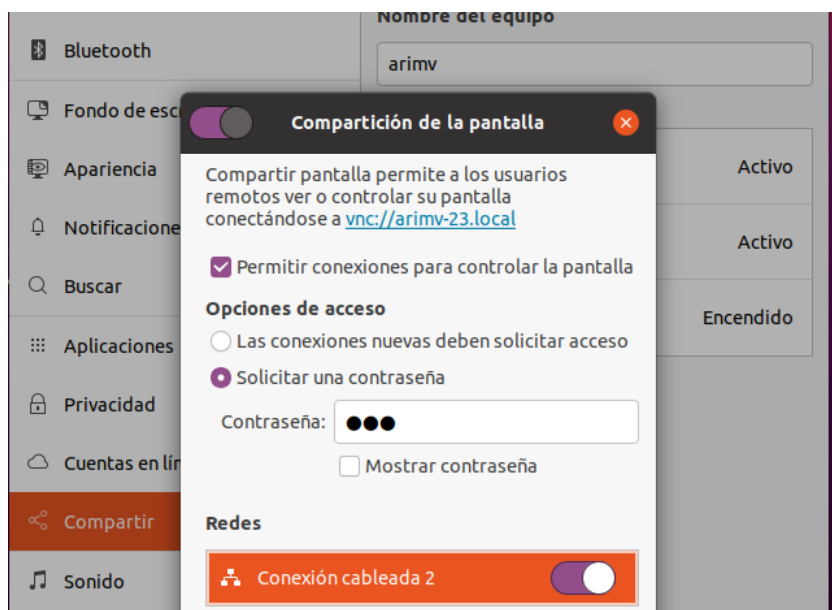 Nombre del equipo
arimv
Bluetooth
Fondo de esc
Apariencia
Notificacione
Buscar
Aplicaciones
Privacidad
Cuentas en lín
Compartir
Sonido
Activo
Activo
Encendido
Compartición de la pantalla
Compartir pantalla permite a los usuarios
remotos ver o controlar su pantalla
conectándose a vnc://arimv-23.local
Permitir conexiones para controlar la pantalla
Opciones de acceso
Las conexiones nuevas deben solicitar acceso
Solicitar una contraseña
Contraseña: ●●●
Mostrar contraseña
Redes
Conexión cableada 2